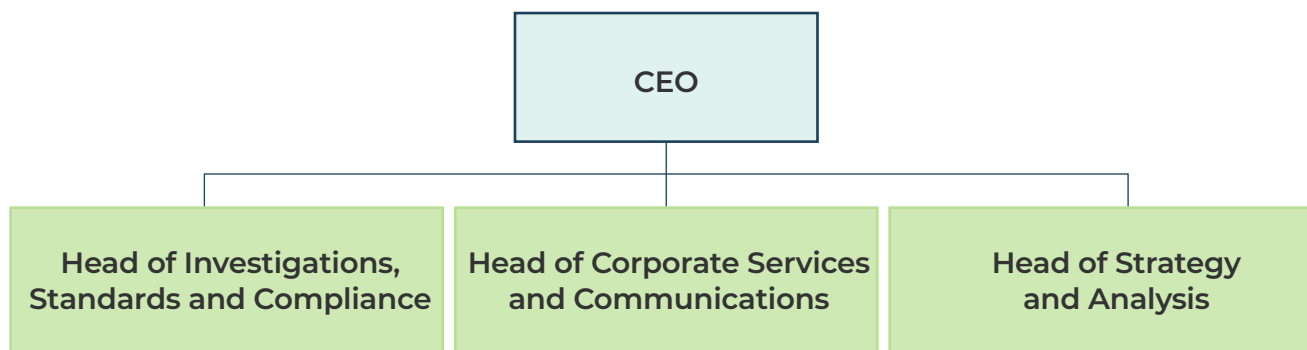 CEO
Head of Investigations,
Standards and Compliance
Head of Corporate Services
and Communications
Head of Strategy
and Analysis